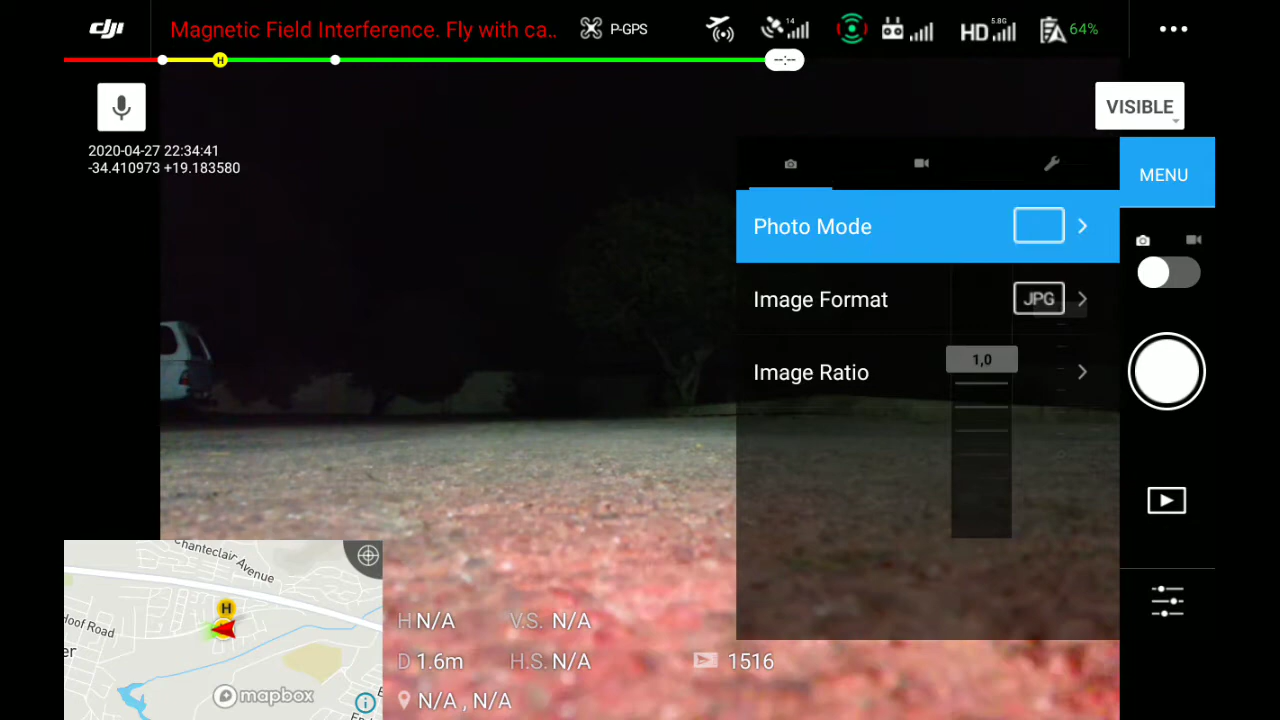 dji
Magnetic Field Interference. Fly with ca..
P-GPS
14
HD
5.8G
64%
--:--
H
VISIBLE
2020-04-27 22:34:41
-34.410973 +19.183580
MENU
Photo Mode
Image Format
JPG
Image Ratio
1,0
Chanteclair Avenue
H
Hoof Road
er
mapbox
H N/A
V.S. N/A
D 1.6m
H.S. N/A
1516
N/A , N/A